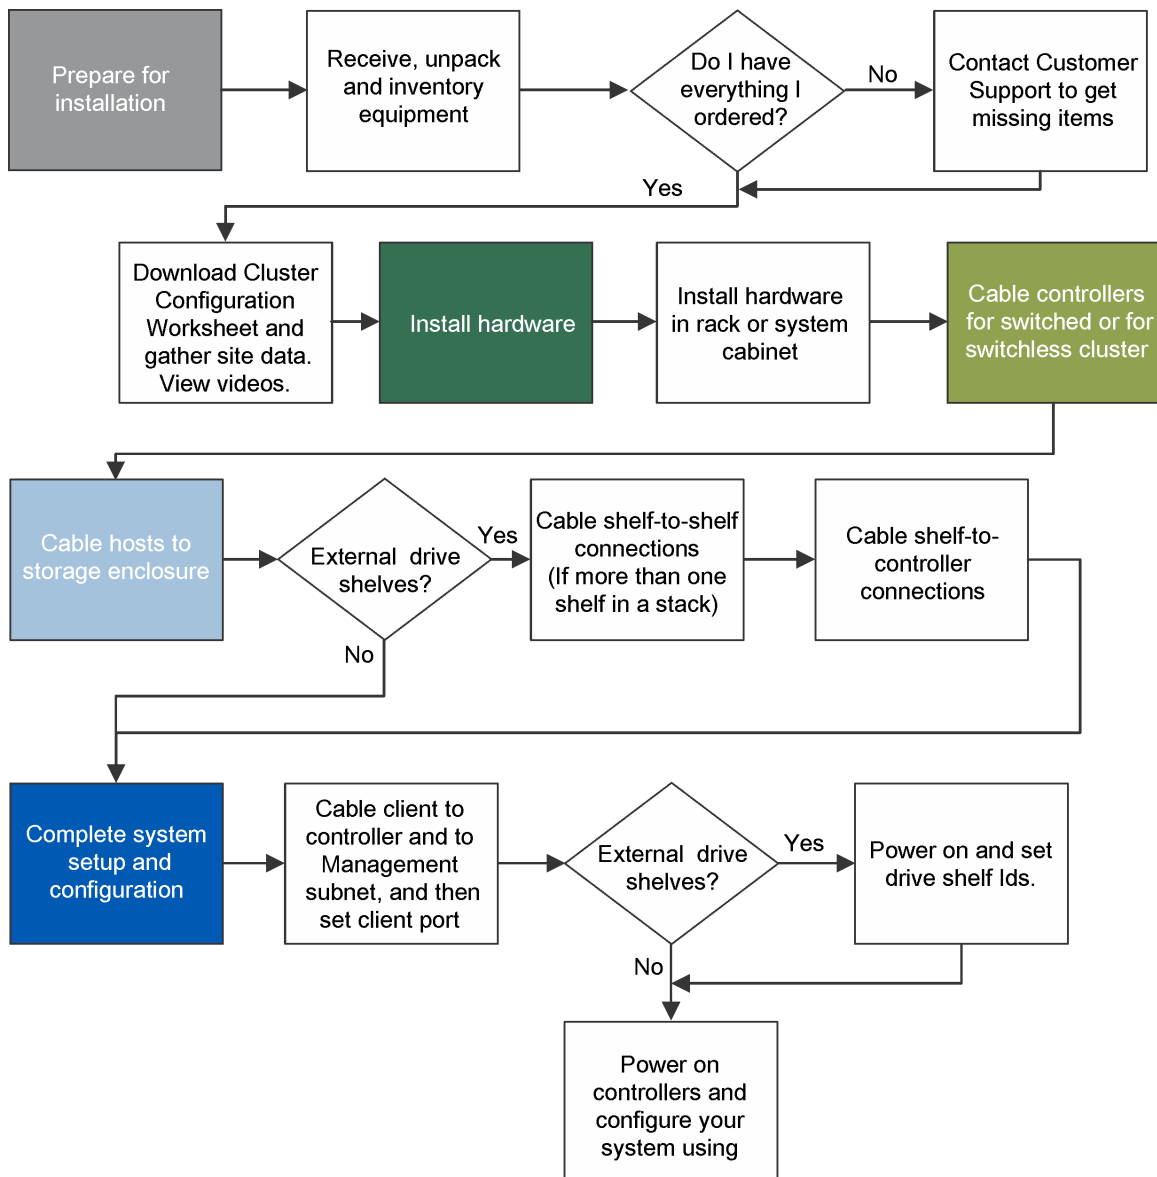 Prepare for
installation
Receive, unpack
and inventory
equipment
Do I have
everything I
ordered?
No
Contact Customer
Support to get
missing items
Yes
Download Cluster
Configuration
Worksheet and
gather site data.
View videos.
Install hardware
Install hardware
in rack or system
cabinet
Cable controllers
for switched or for
switchless cluster
Cable hosts to
storage enclosure
External drive
shelves?
Yes
No
Cable shelf-to-shelf
connections
(If more than one
shelf in a stack)
Cable shelf-to-
controller
connections
Complete system
setup and
configuration
Cable client to
controller and to
Management
subnet, and then
set client port
External drive
shelves?
Yes
No
Power on and set
drive shelf Ids.
Power on
controllers and
configure your
system using